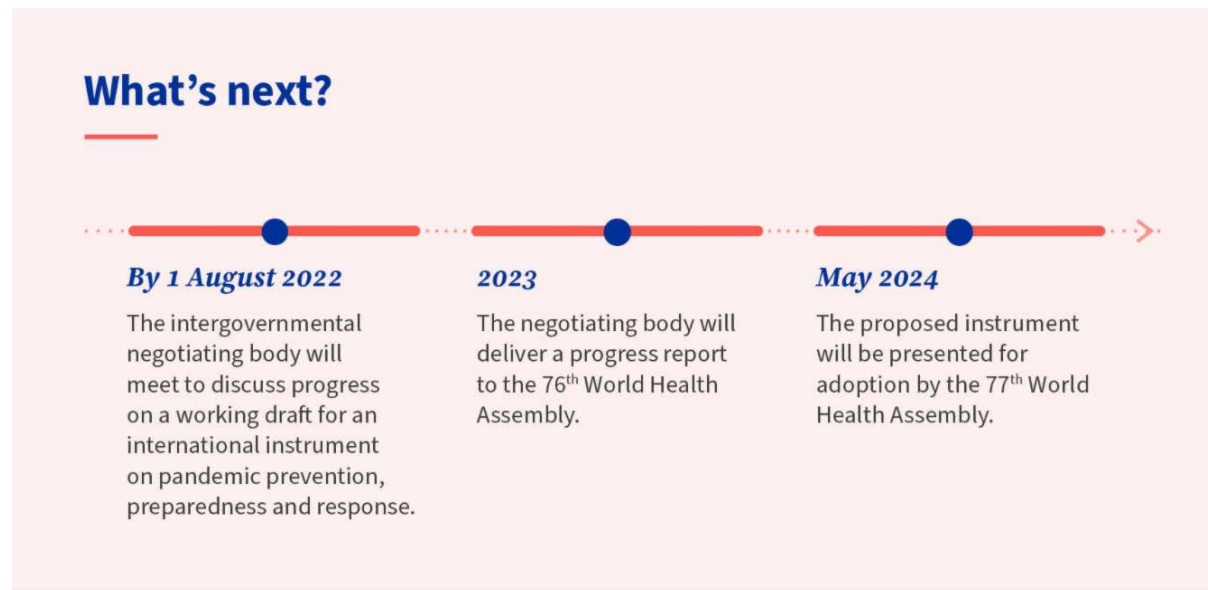 What’s next?
By 1 August 2022
The intergovernmental
negotiating body will
meet to discuss progress
on a working draft for an
international instrument
on pandemic prevention,
preparedness and response.
2023
The negotiating body will
deliver a progress report
to the 76th World Health
Assembly.
May 2024
The proposed instrument
will be presented for
adoption by the 77th World
Health Assembly.